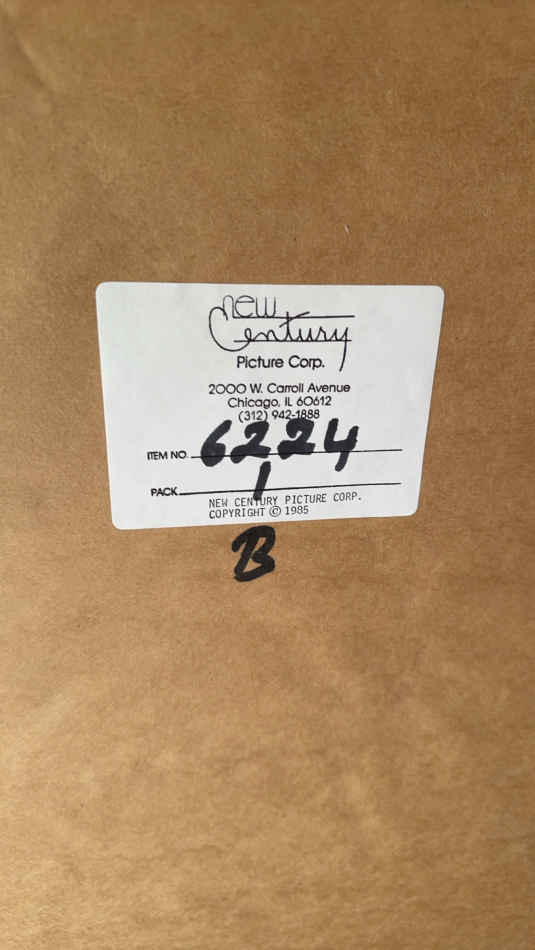 new
Century
Picture Corp.
2000 W. Carroll Avenue
Chicago, IL 60612
(312) 942-1888
ITEM NO. 6224
PACK 1
NEW CENTURY PICTURE CORP.
COPYRIGHT © 1985
B